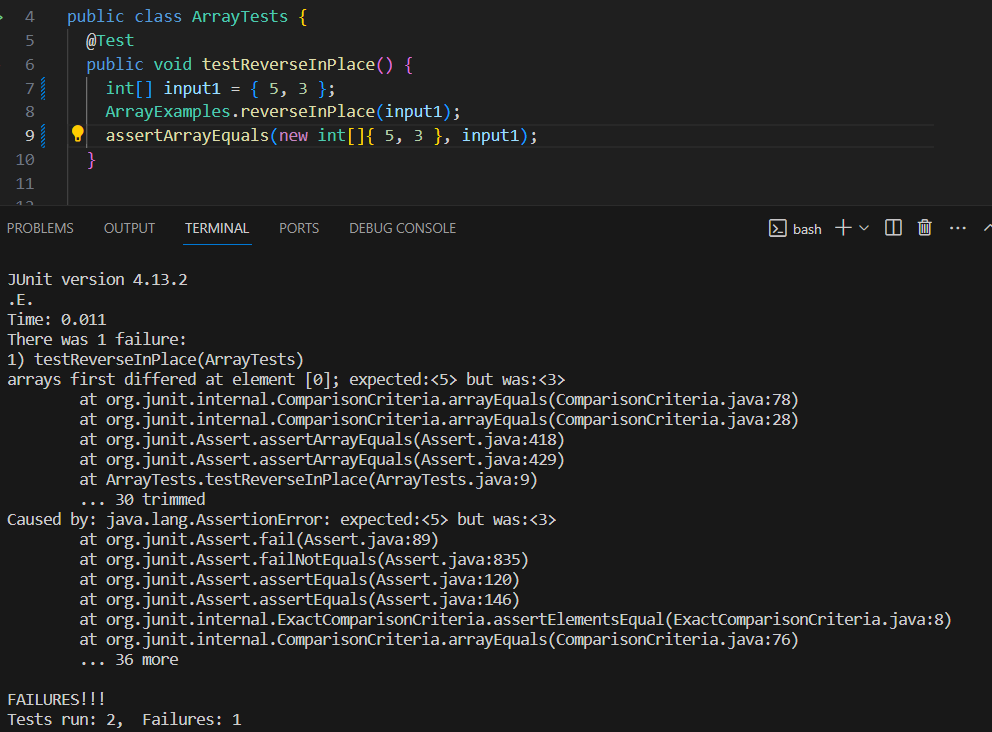 4 public class ArrayTests {
5 @Test
6 public void testReverseInPlace() {
7 int[] input1 = { 5, 3 };
8 ArrayExamples.reverseInPlace(input1);
9 assertArrayEquals(new int[]{ 5, 3 }, input1);
10 }
11
12
PROBLEMS OUTPUT TERMINAL PORTS DEBUG CONSOLE bash
JUnit version 4.13.2
.E.
Time: 0.011
There was 1 failure:
1) testReverseInPlace(ArrayTests)
arrays first differed at element [0]; expected:<5> but was:<3>
at org.junit.internal.ComparisonCriteria.arrayEquals(ComparisonCriteria.java:78)
at org.junit.internal.ComparisonCriteria.arrayEquals(ComparisonCriteria.java:28)
at org.junit.Assert.assertArrayEquals(Assert.java:418)
at org.junit.Assert.assertArrayEquals(Assert.java:429)
at ArrayTests.testReverseInPlace(ArrayTests.java:9)
... 30 trimmed
Caused by: java.lang.AssertionError: expected:<5> but was:<3>
at org.junit.Assert.fail(Assert.java:89)
at org.junit.Assert.failNotEquals(Assert.java:835)
at org.junit.Assert.assertEquals(Assert.java:120)
at org.junit.Assert.assertEquals(Assert.java:146)
at org.junit.internal.ExactComparisonCriteria.assertElementsEqual(ExactComparisonCriteria.java:8)
at org.junit.internal.ComparisonCriteria.arrayEquals(ComparisonCriteria.java:76)
... 36 more
FAILURES!!!
Tests run: 2,  Failures: 1